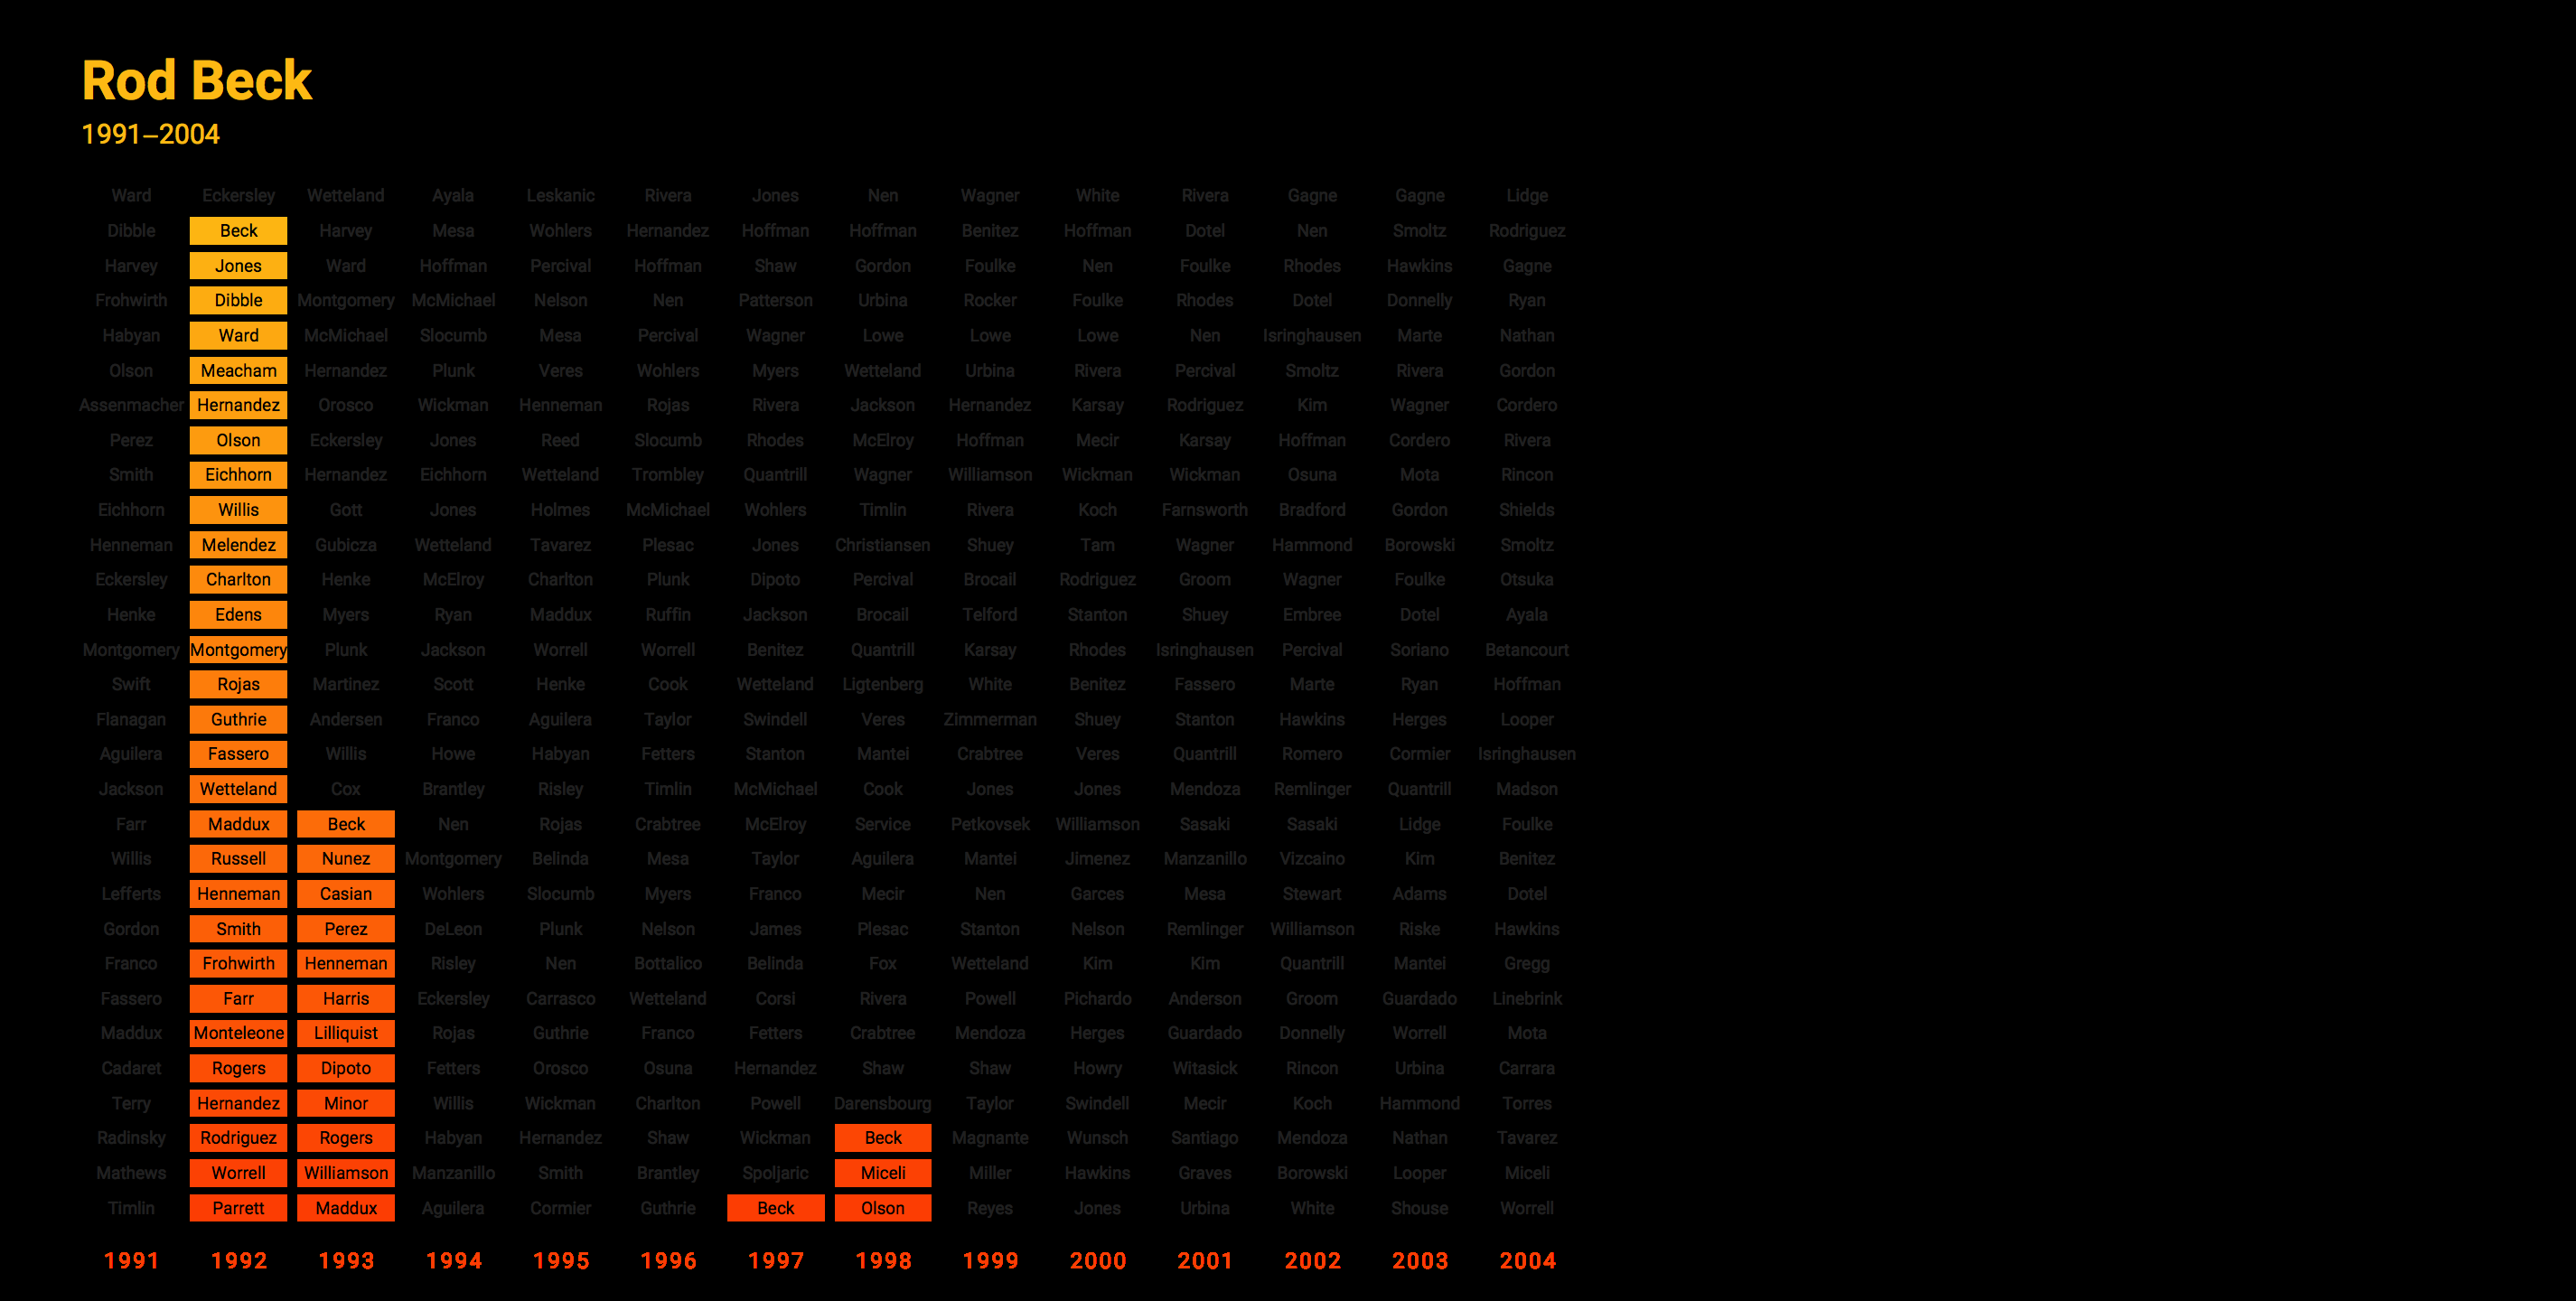 Rod Beck
1991–2004
Ward Eckersley Wetteland Ayala Leskanic Rivera Jones Nen Wagner White Rivera Gagne Gagne Lidge
Dibble Beck Harvey Mesa Wohlers Hernandez Hoffman Hoffman Benitez Hoffman Dotel Nen Smoltz Rodriguez
Harvey Jones Ward Hoffman Percival Hoffman Shaw Gordon Foulke Nen Foulke Rhodes Hawkins Gagne
Frohwirth Dibble Montgomery McMichael Nelson Nen Patterson Urbina Rocker Foulke Rhodes Dotel Donnelly Ryan
Habyan Ward McMichael Slocumb Mesa Percival Wagner Lowe Lowe Lowe Nen Isringhausen Marte Nathan
Olson Meacham Hernandez Plunk Veres Wohlers Myers Wetteland Urbina Rivera Percival Smoltz Rivera Gordon
Assenmacher Hernandez Orosco Wickman Henneman Rojas Rivera Jackson Hernandez Karsay Rodriguez Kim Wagner Cordero
Perez Olson Eckersley Jones Reed Slocumb Rhodes McElroy Hoffman Mecir Karsay Hoffman Cordero Rivera
Smith Eichhorn Hernandez Eichhorn Wetteland Trombley Quantrill Wagner Williamson Wickman Wickman Osuna Mota Rincon
Eichhorn Willis Gott Jones Holmes McMichael Wohlers Timlin Rivera Koch Farnsworth Bradford Gordon Shields
Henneman Melendez Gubicza Wetteland Tavarez Plesac Jones Christiansen Shuey Tam Wagner Hammond Borowski Smoltz
Eckersley Charlton Henke McElroy Charlton Plunk Dipoto Percival Brocail Rodriguez Groom Wagner Foulke Otsuka
Henke Edens Myers Ryan Maddux Ruffin Jackson Brocail Telford Stanton Shuey Embree Dotel Ayala
Montgomery Montgomery Plunk Jackson Worrell Worrell Benitez Quantrill Karsay Rhodes Isringhausen Percival Soriano Betancourt
Swift Rojas Martinez Scott Henke Cook Wetteland Ligtenberg White Benitez Fassero Marte Ryan Hoffman
Flanagan Guthrie Andersen Franco Aguilera Taylor Swindell Veres Zimmerman Shuey Stanton Hawkins Herges Looper
Aguilera Fassero Willis Howe Habyan Fetters Stanton Mantei Crabtree Veres Quantrill Romero Cormier Isringhausen
Jackson Wetteland Cox Brantley Risley Timlin McMichael Cook Jones Jones Mendoza Remlinger Quantrill Madson
Farr Maddux Beck Nen Rojas Crabtree McElroy Service Petkovsek Williamson Sasaki Sasaki Lidge Foulke
Willis Russell Nunez Montgomery Belinda Mesa Taylor Aguilera Mantei Jimenez Manzanillo Vizcaino Kim Benitez
Lefferts Henneman Casian Wohlers Slocumb Myers Franco Mecir Nen Garces Mesa Stewart Adams Dotel
Gordon Smith Perez DeLeon Plunk Nelson James Plesac Stanton Nelson Remlinger Williamson Riske Hawkins
Franco Frohwirth Henneman Risley Nen Bottalico Belinda Fox Wetteland Kim Kim Quantrill Mantei Gregg
Fassero Farr Harris Eckersley Carrasco Wetteland Corsi Rivera Powell Pichardo Anderson Groom Guardado Linebrink
Maddux Monteleone Lilliquist Rojas Guthrie Franco Fetters Crabtree Mendoza Herges Guardado Donnelly Worrell Mota
Cadaret Rogers Dipoto Fetters Orosco Osuna Hernandez Shaw Shaw Howry Witasick Rincon Urbina Carrara
Terry Hernandez Minor Willis Wickman Charlton Powell Darensbourg Taylor Swindell Mecir Koch Hammond Torres
Radinsky Rodriguez Rogers Habyan Hernandez Shaw Wickman Beck Magnante Wunsch Santiago Mendoza Nathan Tavarez
Mathews Worrell Williamson Manzanillo Smith Brantley Spoljaric Miceli Miller Hawkins Graves Borowski Looper Miceli
Timlin Parrett Maddux Aguilera Cormier Guthrie Beck Olson Reyes Jones Urbina White Shouse Worrell
1991 1992 1993 1994 1995 1996 1997 1998 1999 2000 2001 2002 2003 2004